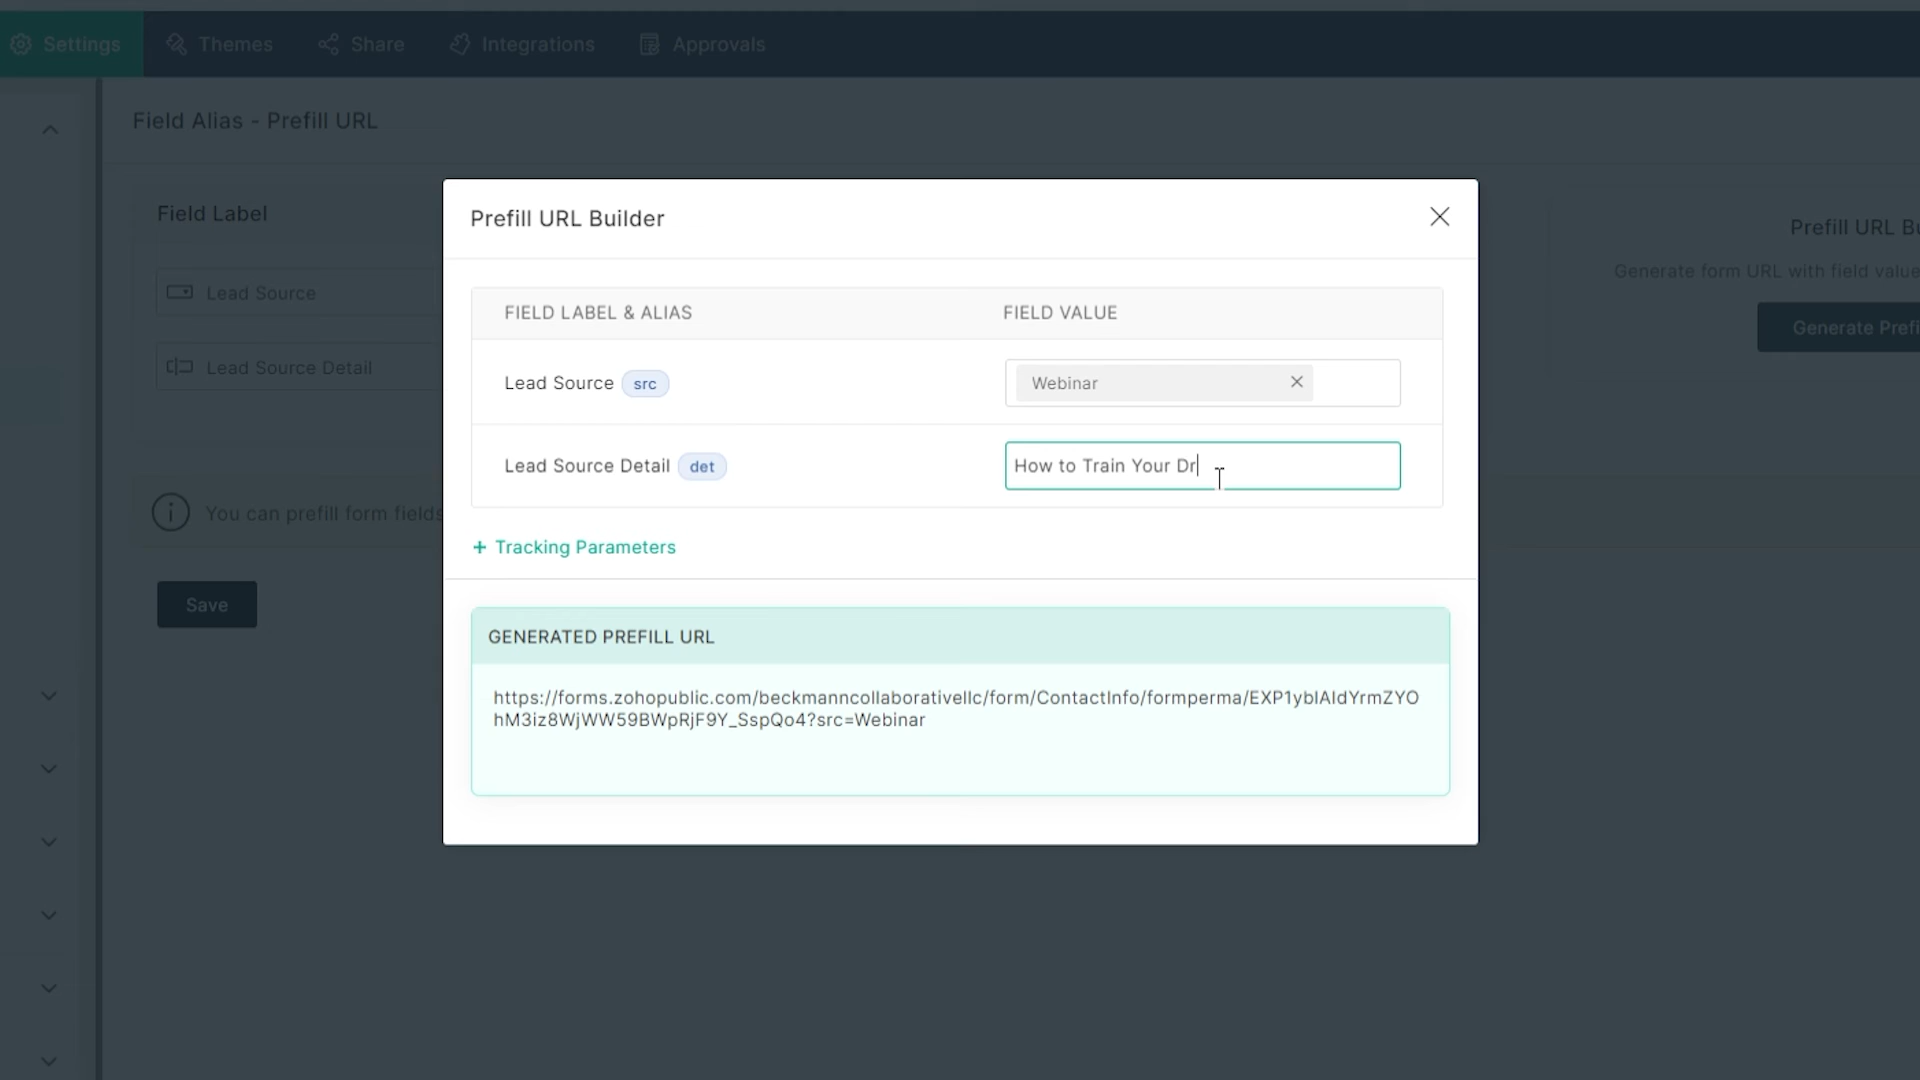 Settings
Themes
Share
Integrations
Approvals
Field Alias - Prefill URL
Field Label
Lead Source
Lead Source Detail
You can prefill form fields
Save
Prefill URL
Generate form URL with field value
Generate
Prefill URL Builder
FIELD LABEL & ALIAS
FIELD VALUE
Lead Source src
Webinar
Lead Source Detail det
How to Train Your Dr
+ Tracking Parameters
GENERATED PREFILL URL
https://forms.zohopublic.com/beckmanncollaborativellc/form/ContactInfo/formperma/EXP1yblAIdYrmZYO
hM3iz8WjWW59BWpRjF9Y_SspQo4?src=Webinar